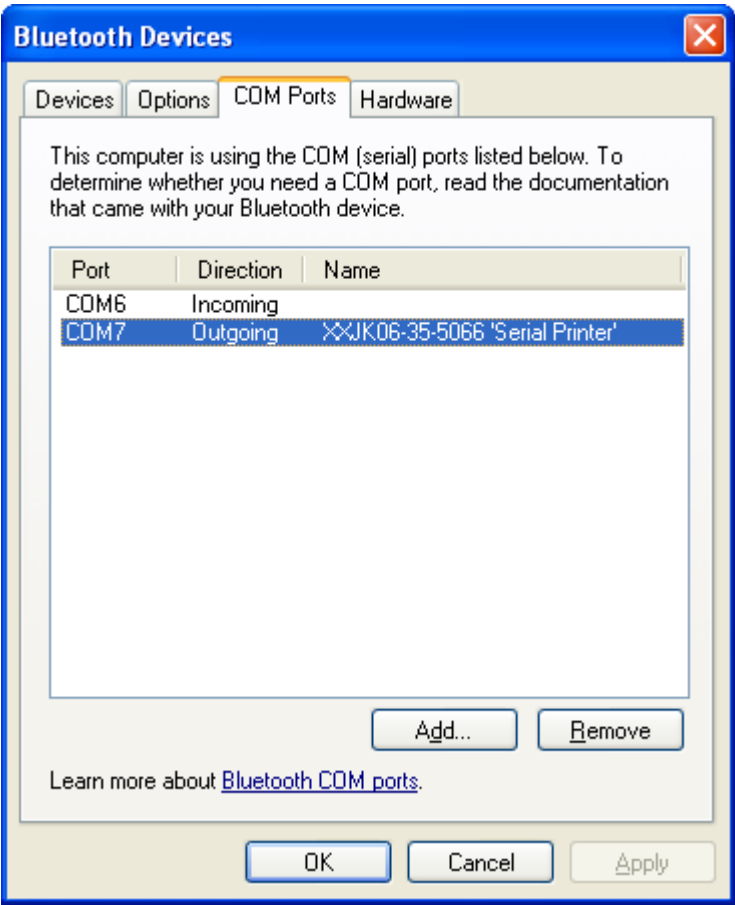 Bluetooth Devices
Devices Options COM Ports Hardware
This computer is using the COM (serial) ports listed below. To
determine whether you need a COM port, read the documentation
that came with your Bluetooth device.
Port Direction Name
COM6 Incoming
COM7 Outgoing XXJK06-35-5066 'Serial Printer'
Add... Remove
Learn more about Bluetooth COM ports.
OK Cancel Apply